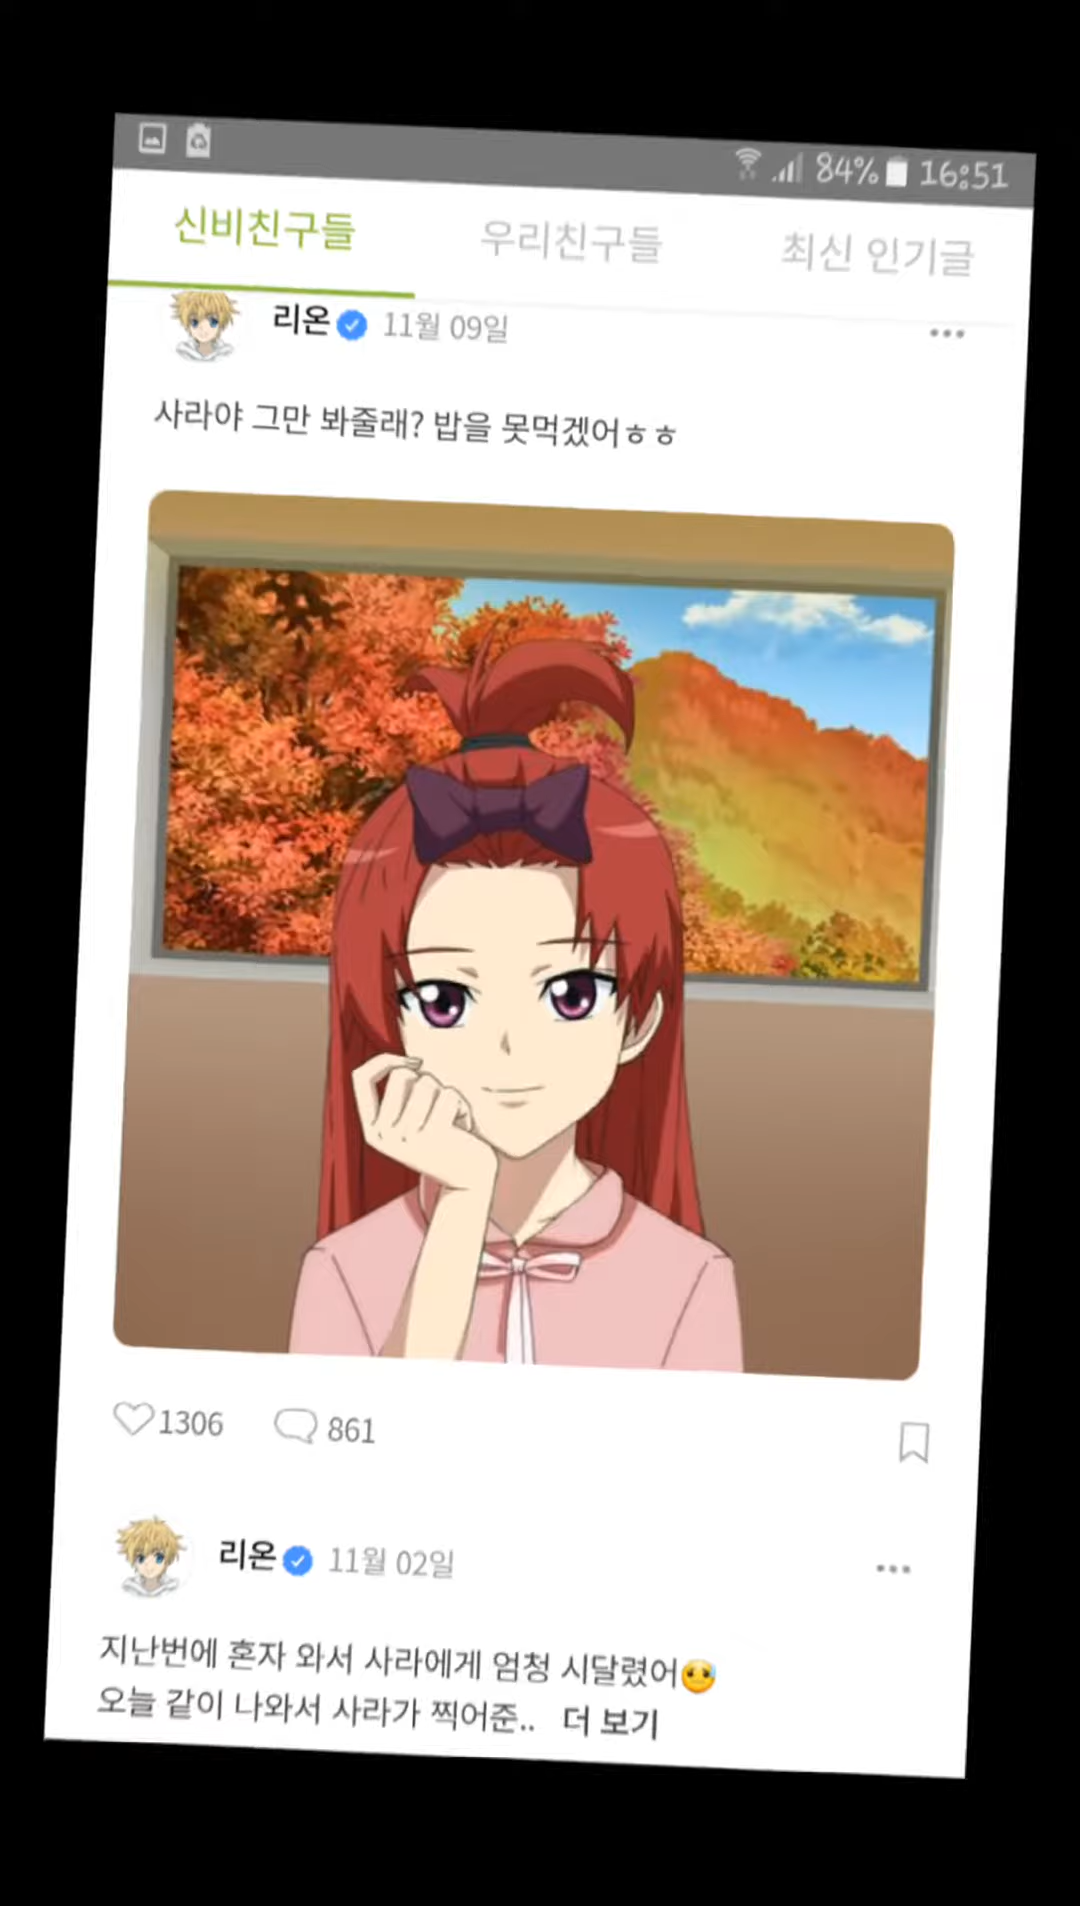 84% 16:51
신비친구들 우리친구들 최신 인기글
리온 11월 09일
사라야 그만 봐줄래? 밥을 못먹겠어ㅎㅎ
1306 861
리온 11월 02일
지난번에 혼자 와서 사라에게 엄청 시달렸어😓
오늘 같이 나와서 사라가 찍어준.. 더 보기